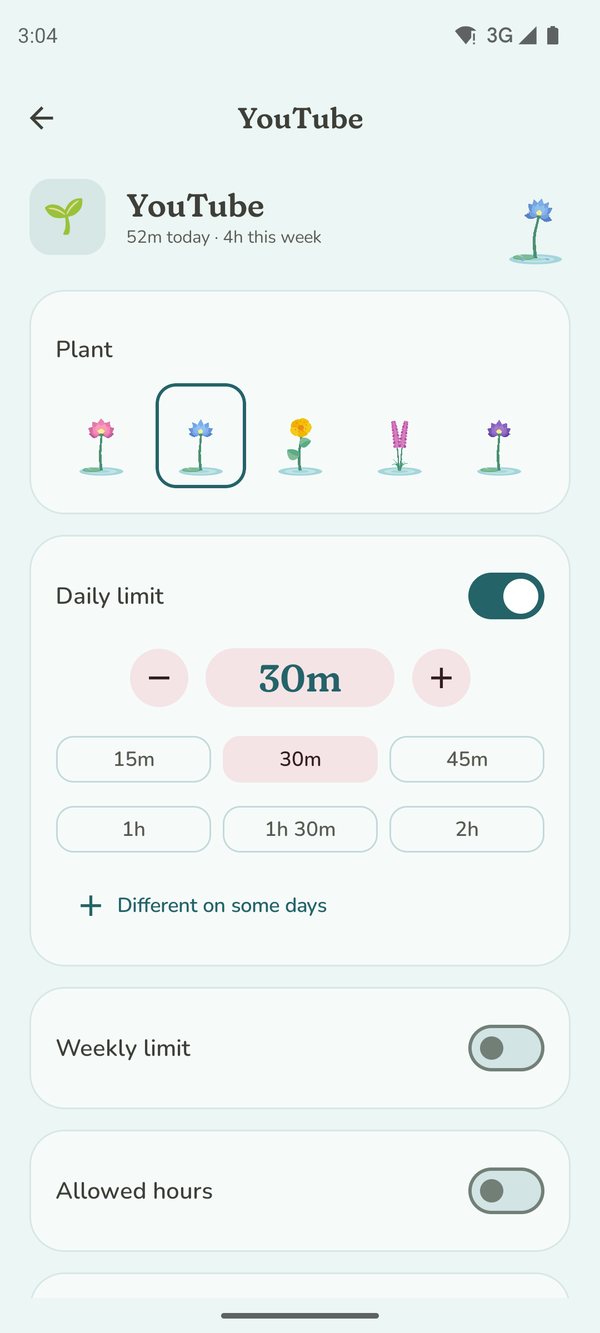 3:04
3G
YouTube
YouTube
52m today · 4h this week
Plant
Daily limit
30m
15m
30m
45m
1h
1h 30m
2h
Different on some days
Weekly limit
Allowed hours